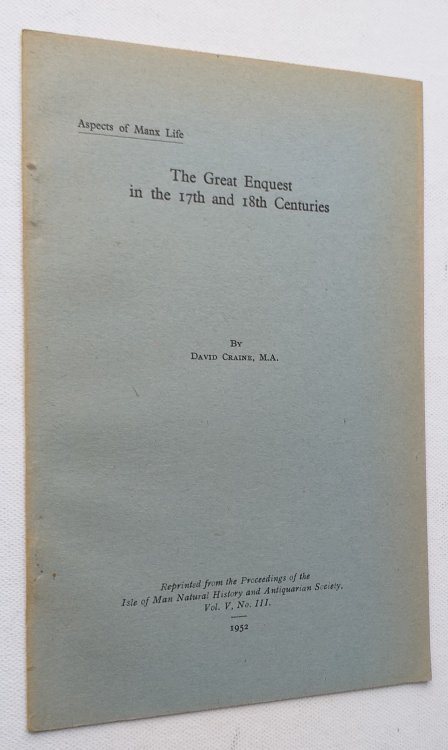 Aspects of Manx Life
The Great Enquest
in the 17th and 18th Centuries
By
David Craine, M.A.
Reprinted from the Proceedings of the
Isle of Man Natural History and Antiquarian Society,
Vol. V, No. III.
1952